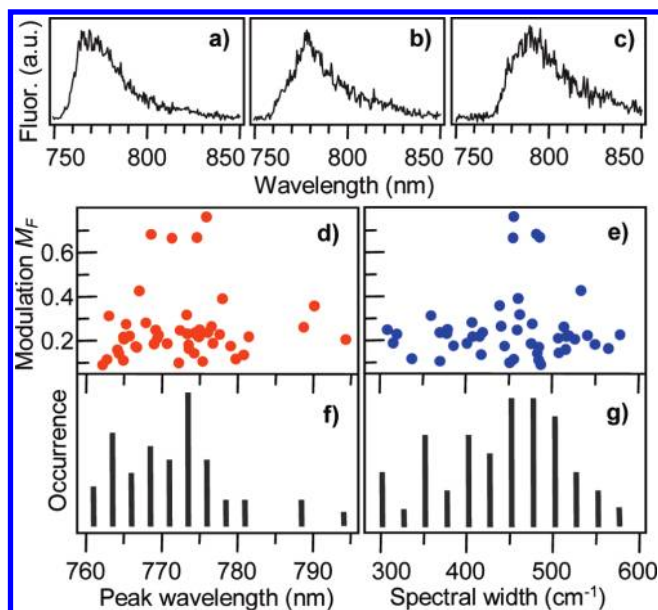 Fluor. (a.u.)
a)
b)
c)
750 800 850 750 800 850 750 800 850
Wavelength (nm)
Modulation M_F
0.6
0.4
0.2
d)
e)
Occurrence
f)
g)
760 770 780 790 300 400 500 600
Peak wavelength (nm)
Spectral width (cm⁻¹)